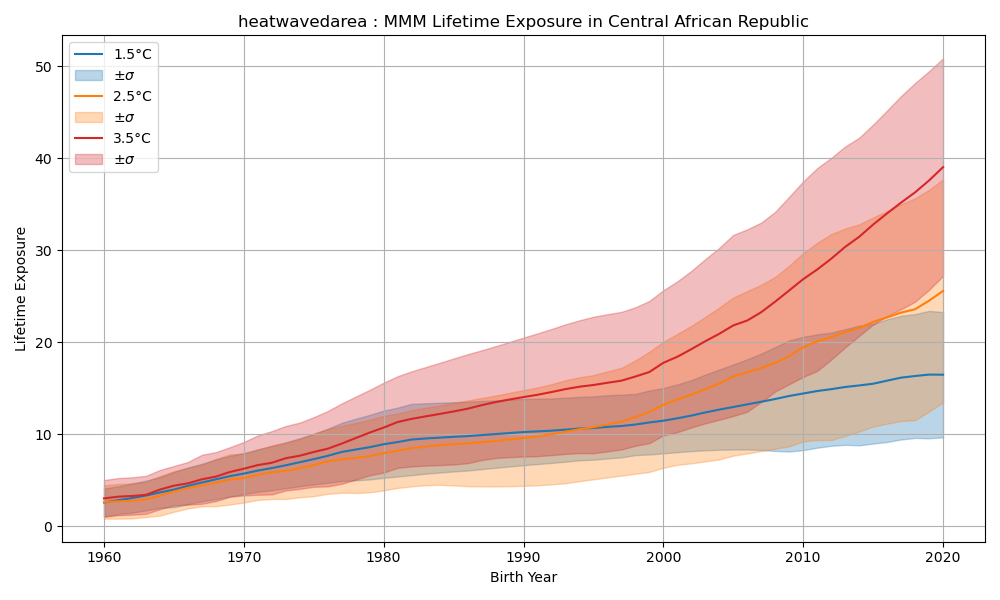 heatwavedarea : MMM Lifetime Exposure in Central African Republic
1.5°C
±σ
2.5°C
±σ
3.5°C
±σ
50
40
30
20
10
0
Lifetime Exposure
1960 1970 1980 1990 2000 2010 2020
Birth Year